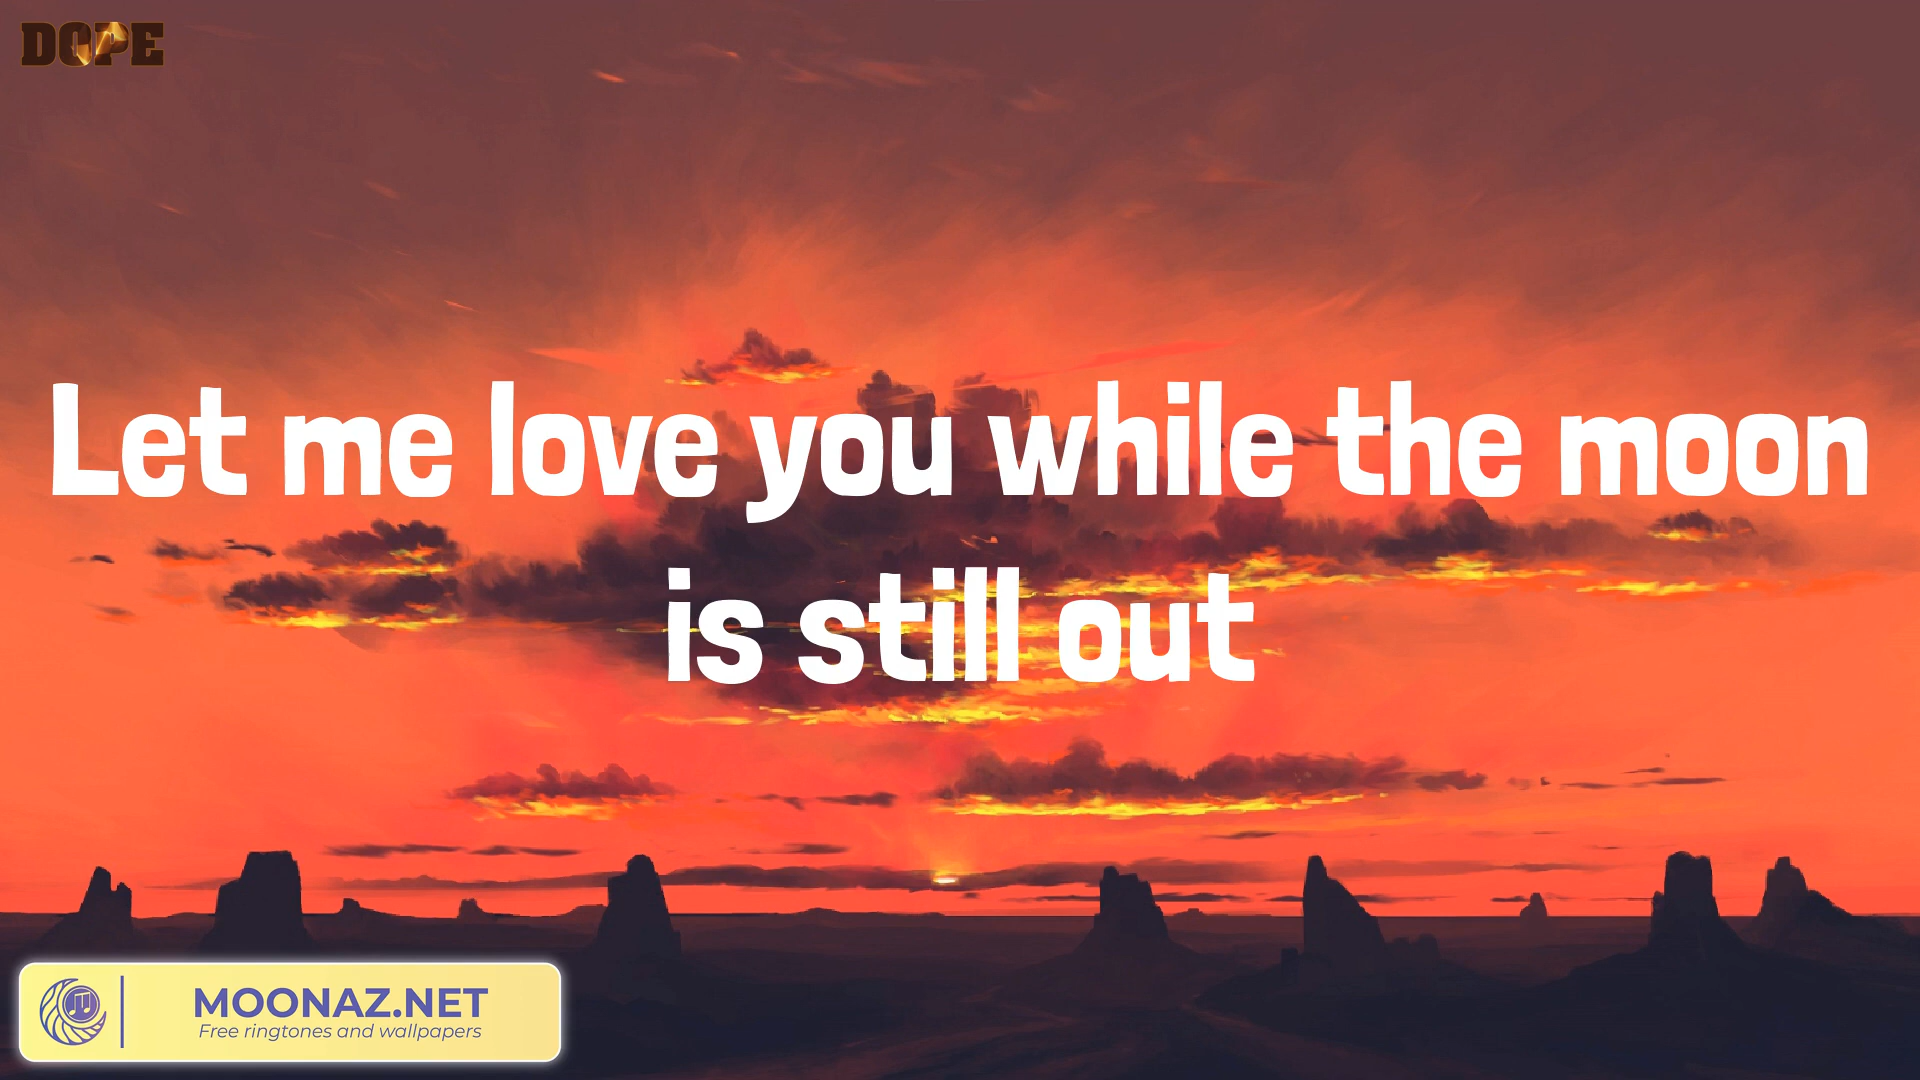 DOPE
Let me love you while the moon
is still out
MOONAZ.NET
Free ringtones and wallpapers